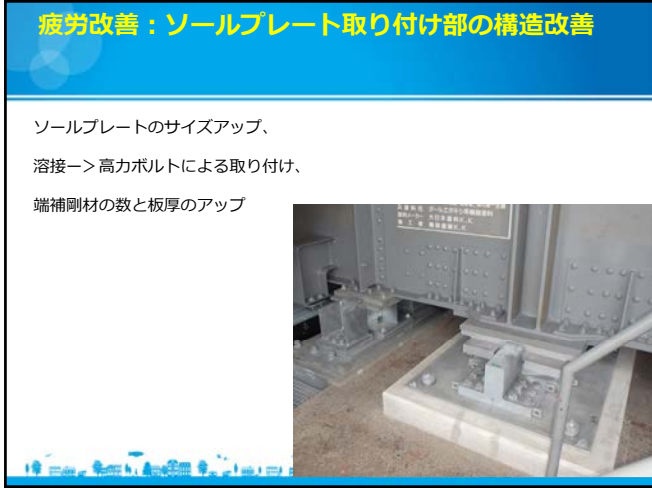 疲労改善：ソールプレート取り付け部の構造改善
ソールプレートのサイズアップ、
溶接ー＞高力ボルトによる取り付け、
端補剛材の数と板厚のアップ